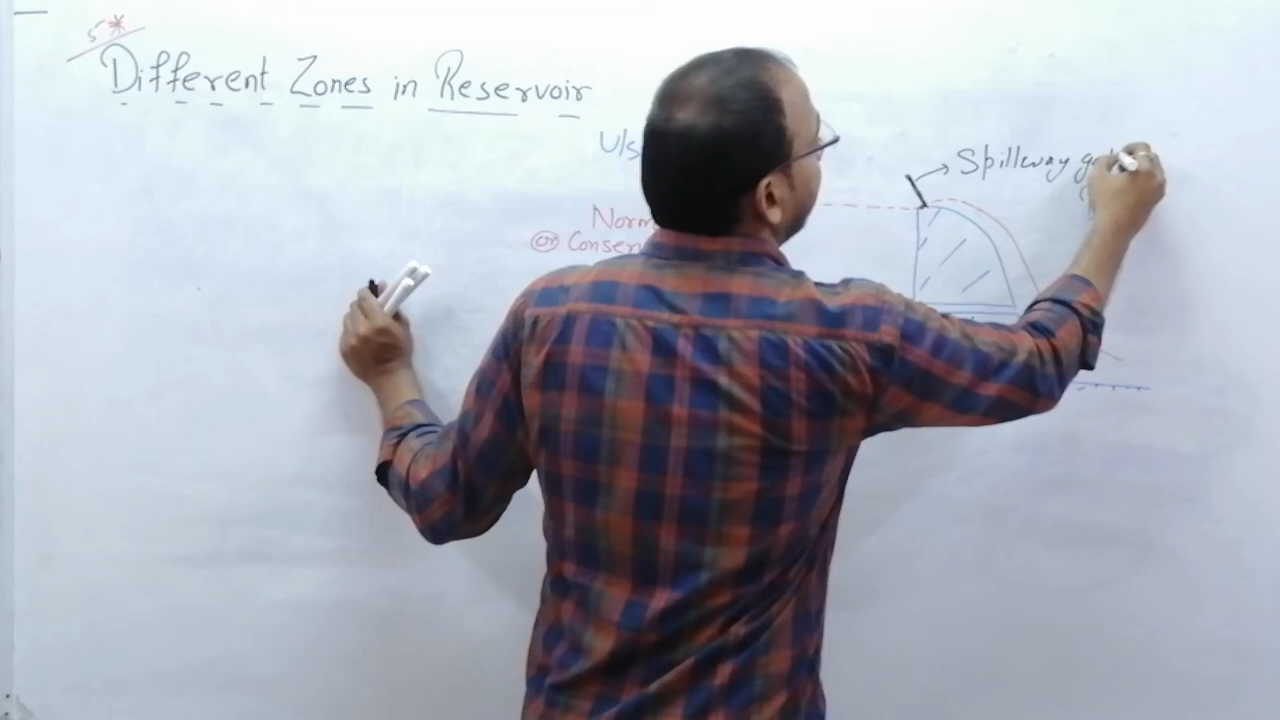 5*
Different Zones in Reservoir
U/s
Spillway
Norm
or Conser